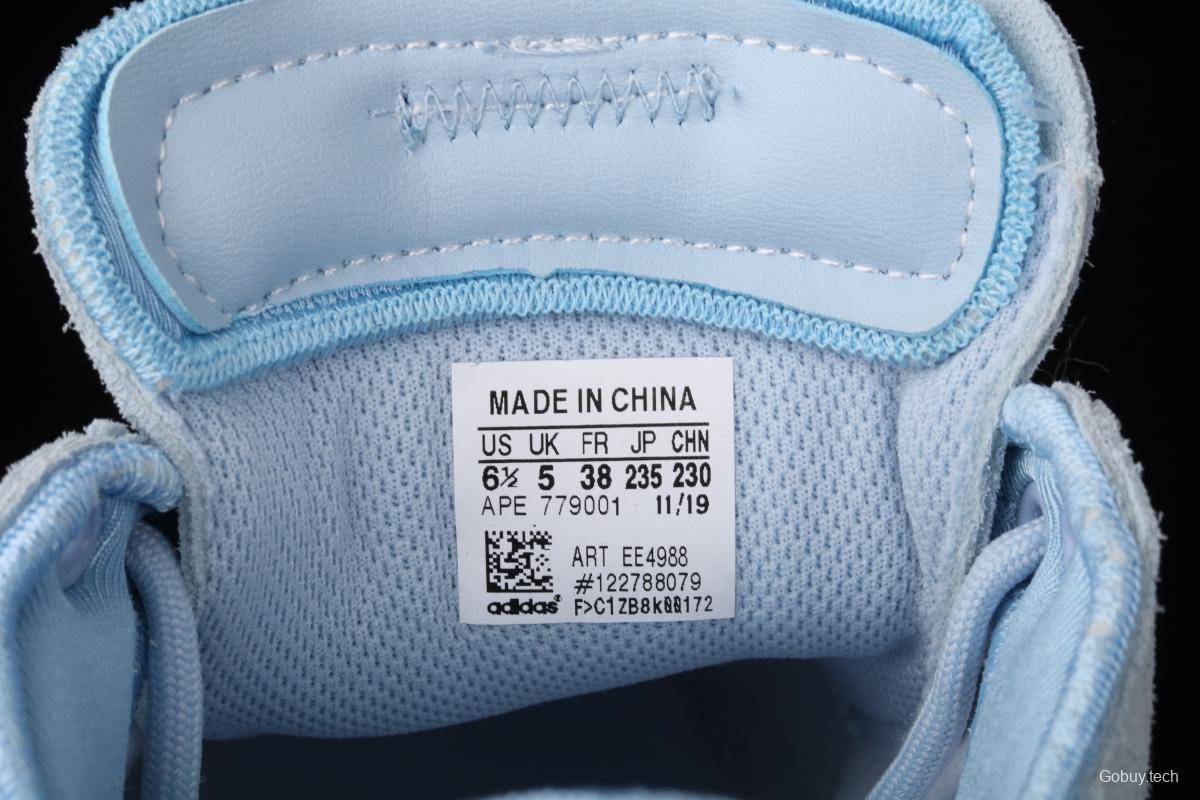 MADE IN CHINA
US UK FR JP CHN
6½ 5 38 235 230
APE 779001 11/19
ART EE4988
#122788079
adidas® F>C1ZB8k00172
Gobuy.tech